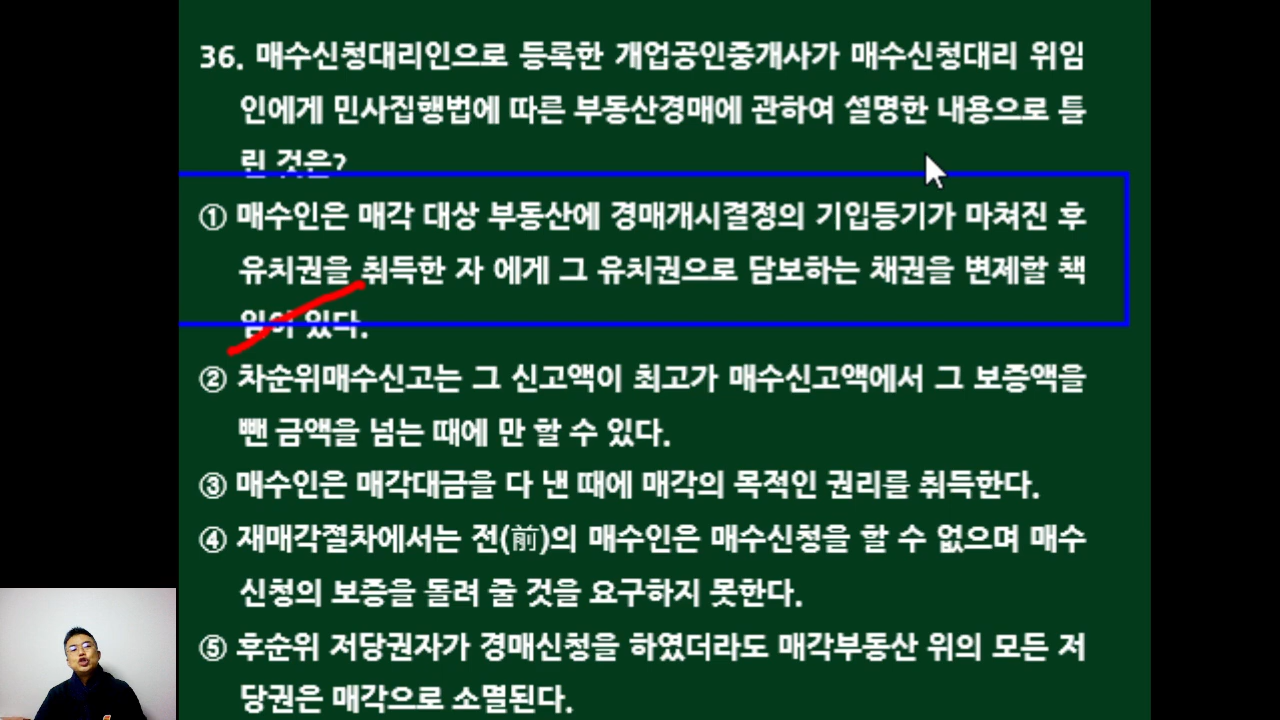 36. 매수신청대리인으로 등록한 개업공인중개사가 매수신청대리 위임
인에게 민사집행법에 따른 부동산경매에 관하여 설명한 내용으로 틀
린 것은?
① 매수인은 매각 대상 부동산에 경매개시결정의 기입등기가 마쳐진 후
유치권을 취득한 자 에게 그 유치권으로 담보하는 채권을 변제할 책
임이 있다.
② 차순위매수신고는 그 신고액이 최고가 매수신고액에서 그 보증액을
뺀 금액을 넘는 때에 만 할 수 있다.
③ 매수인은 매각대금을 다 낸 때에 매각의 목적인 권리를 취득한다.
④ 재매각절차에서는 전(前)의 매수인은 매수신청을 할 수 없으며 매수
신청의 보증을 돌려 줄 것을 요구하지 못한다.
⑤ 후순위 저당권자가 경매신청을 하였더라도 매각부동산 위의 모든 저
당권은 매각으로 소멸된다.